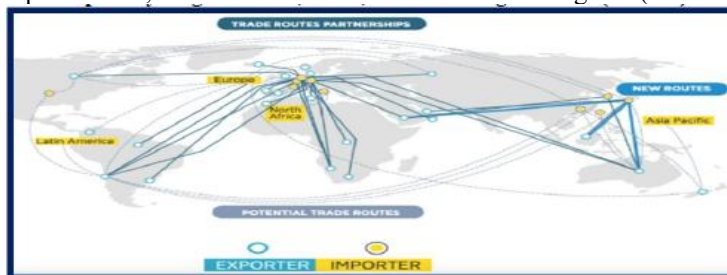 TRADE ROUTES PARTNERSHIPS
Europe
NEW ROUTES
North
Africa
Asia Pacific
Latin America
POTENTIAL TRADE ROUTES
EXPORTER IMPORTER